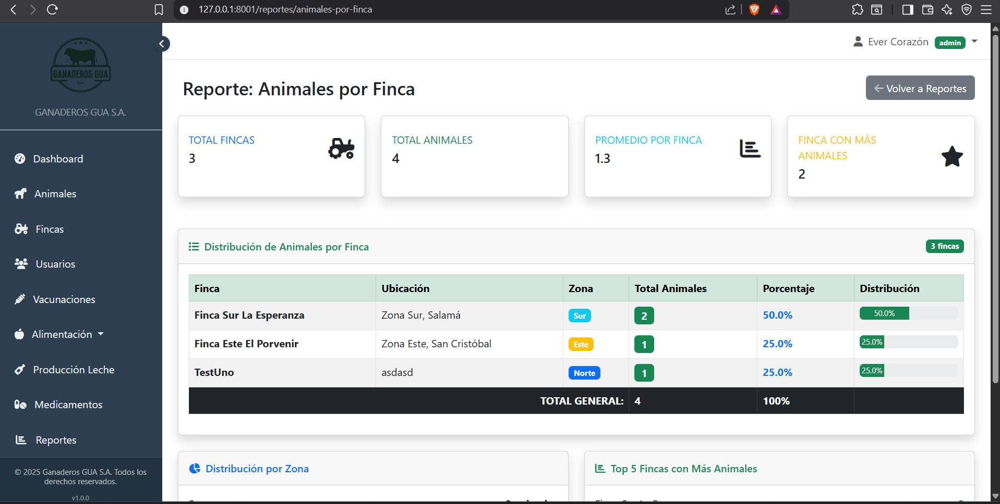 127.0.0.1:8001/reportes/animales-por-finca
GANADEROS GUA
S.A.
GANADEROS GUA S.A.
Dashboard
Animales
Fincas
Usuarios
Vacunaciones
Alimentación
Producción Leche
Medicamentos
Reportes
© 2025 Ganaderos GUA S.A. Todos los
derechos reservados.
v1.0.0
Ever Corazón admin
Reporte: Animales por Finca
Volver a Reportes
TOTAL FINCAS
3
TOTAL ANIMALES
4
PROMEDIO POR FINCA
1.3
FINCA CON MÁS
ANIMALES
2
Distribución de Animales por Finca
3 fincas
Finca Ubicación Zona Total Animales Porcentaje Distribución
Finca Sur La Esperanza Zona Sur, Salamá Sur 2 50.0% 50.0%
Finca Este El Porvenir Zona Este, San Cristóbal Este 1 25.0% 25.0%
TestUno asdasd Norte 1 25.0% 25.0%
TOTAL GENERAL: 4 100%
Distribución por Zona
Top 5 Fincas con Más Animales